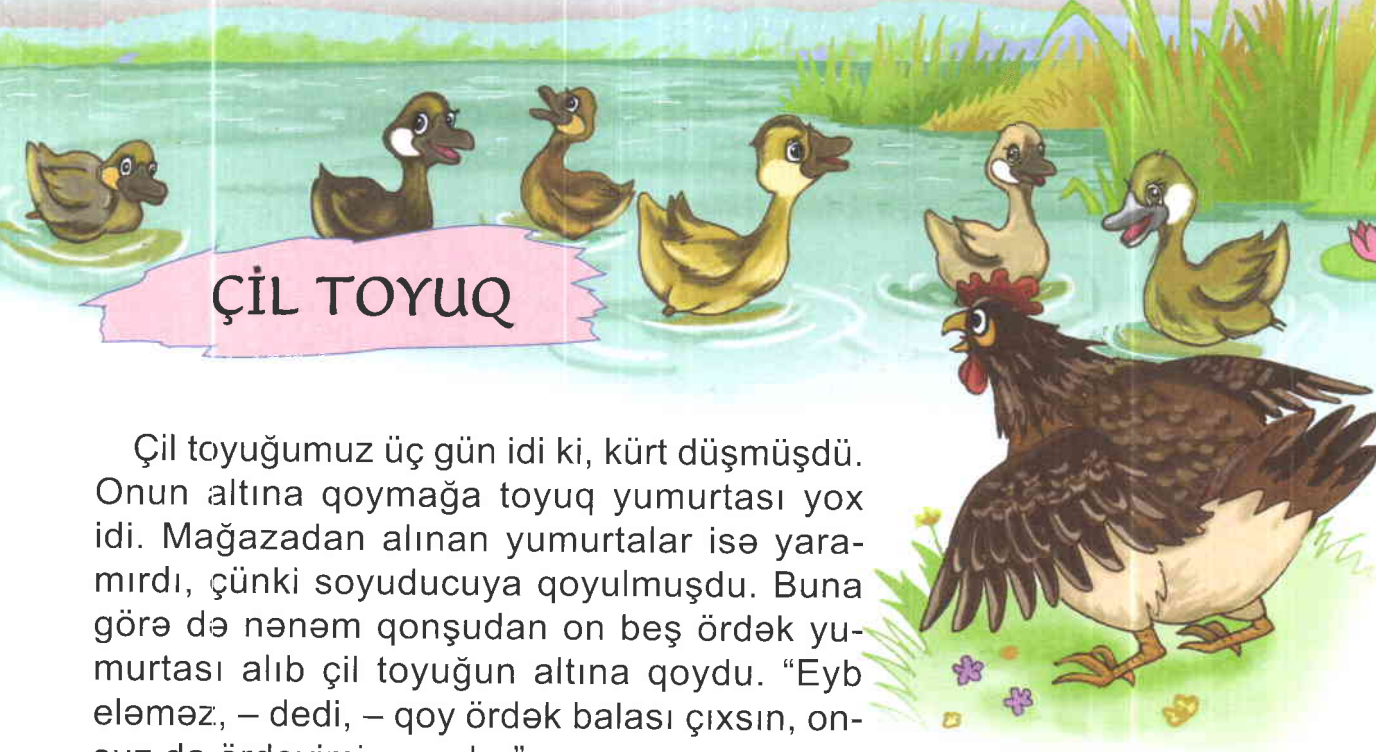 ÇİL TOYUQ
Çil toyuğumuz üç gün idi ki, kürt düşmüşdü.
Onun altına qoymağa toyuq yumurtası yox
idi. Mağazadan alınan yumurtalar isə yara-
mırdı, çünki soyuducuya qoyulmuşdu. Buna
görə də nənəm qonşudan on beş ördək yu-
murtası alıb çil toyuğun altına qoydu. “Eyb
eləməz, – dedi, – qoy ördək balası çıxsın, on-